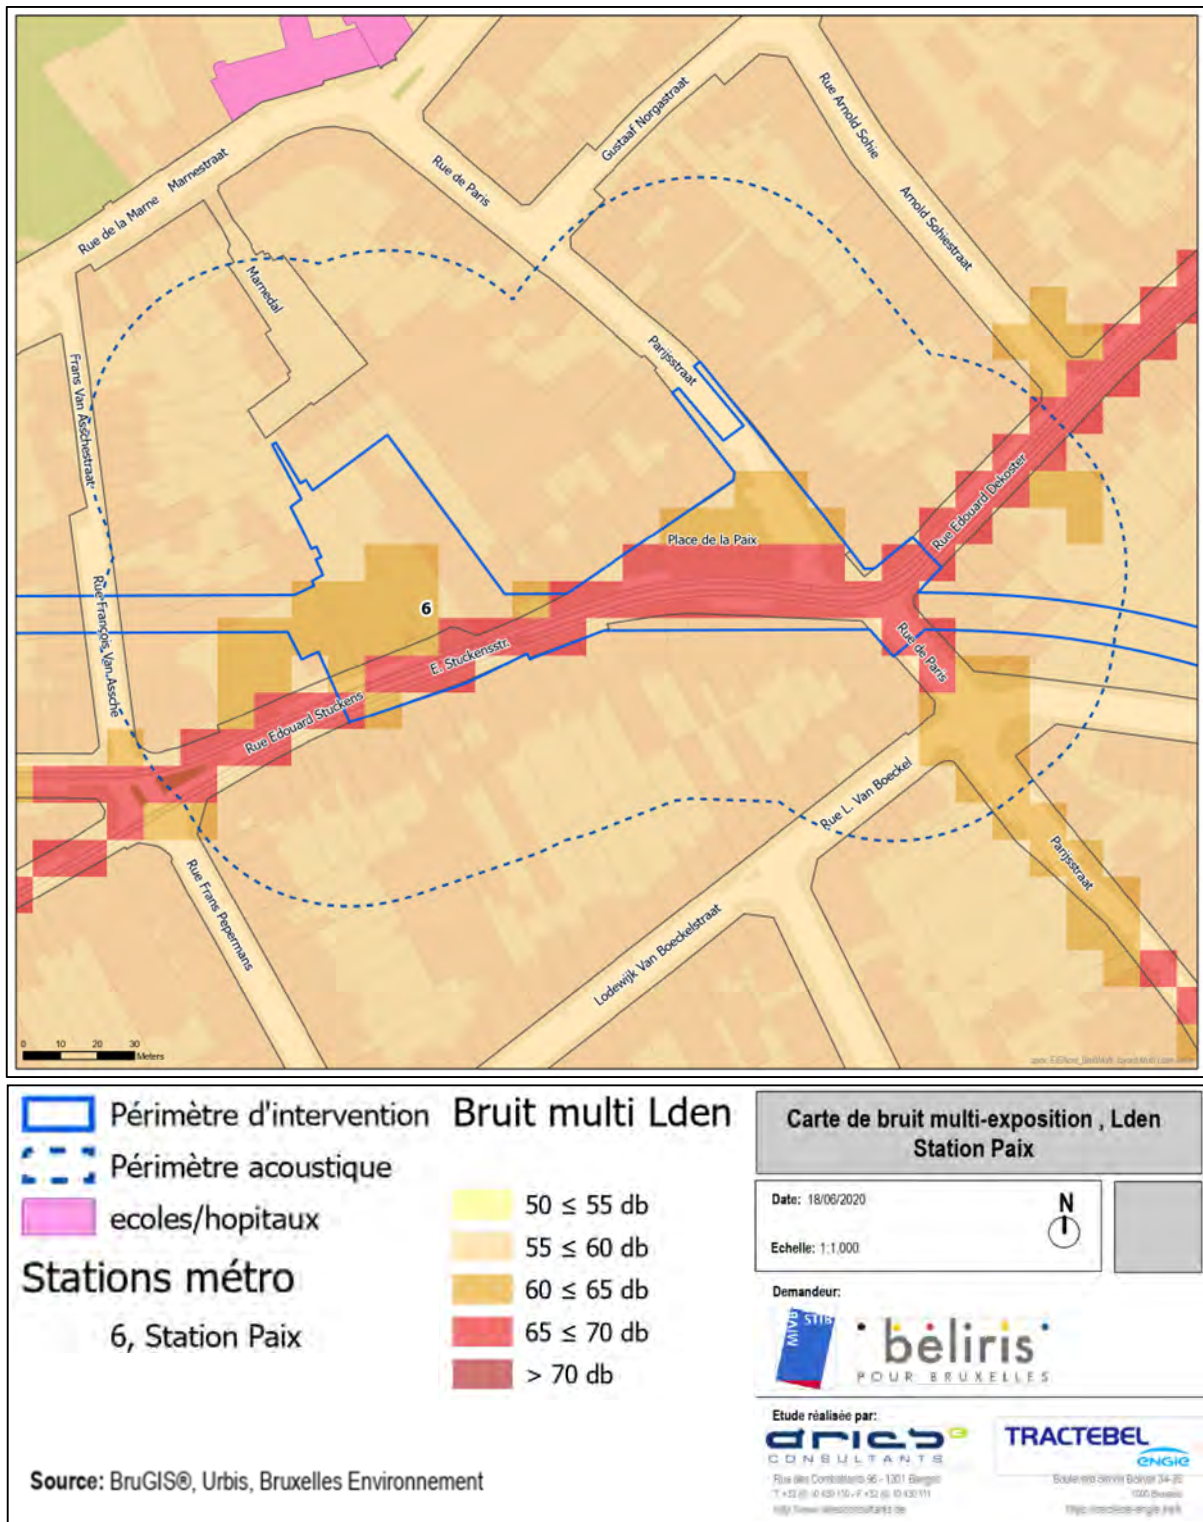 Rue Arnold Sohie
Gustaaf Norgastraat
Rue de Paris
Rue de la Marne Marnestraat
Arnold Sohiestraat
Marnedal
Parijsstraat
Frans Van Asschestraat
Rue Edouard Dekoster
Place de la Paix
6
E. Stuckensstr.
Rue François Van Assche
Rue de Paris
Rue Edouard Stuckens
Rue L. Van Boeckel
Parijsstraat
Rue Frans Pepermans
Lodewijk Van Boeckelstraat
0 10 20 30
Meters
Périmètre d'intervention
Périmètre acoustique
ecoles/hopitaux
Stations métro
6, Station Paix
Bruit multi Lden
50 ≤ 55 db
55 ≤ 60 db
60 ≤ 65 db
65 ≤ 70 db
> 70 db
Source: BruGIS®, Urbis, Bruxelles Environnement
Carte de bruit multi-exposition , Lden
Station Paix
Date: 18/06/2020
N
Echelle: 1:1,000
Demandeur:
MIVB STIB
beliris
POUR BRUXELLES
Etude réalisée par:
aries
CONSULTANTS
TRACTEBEL
ENGIE